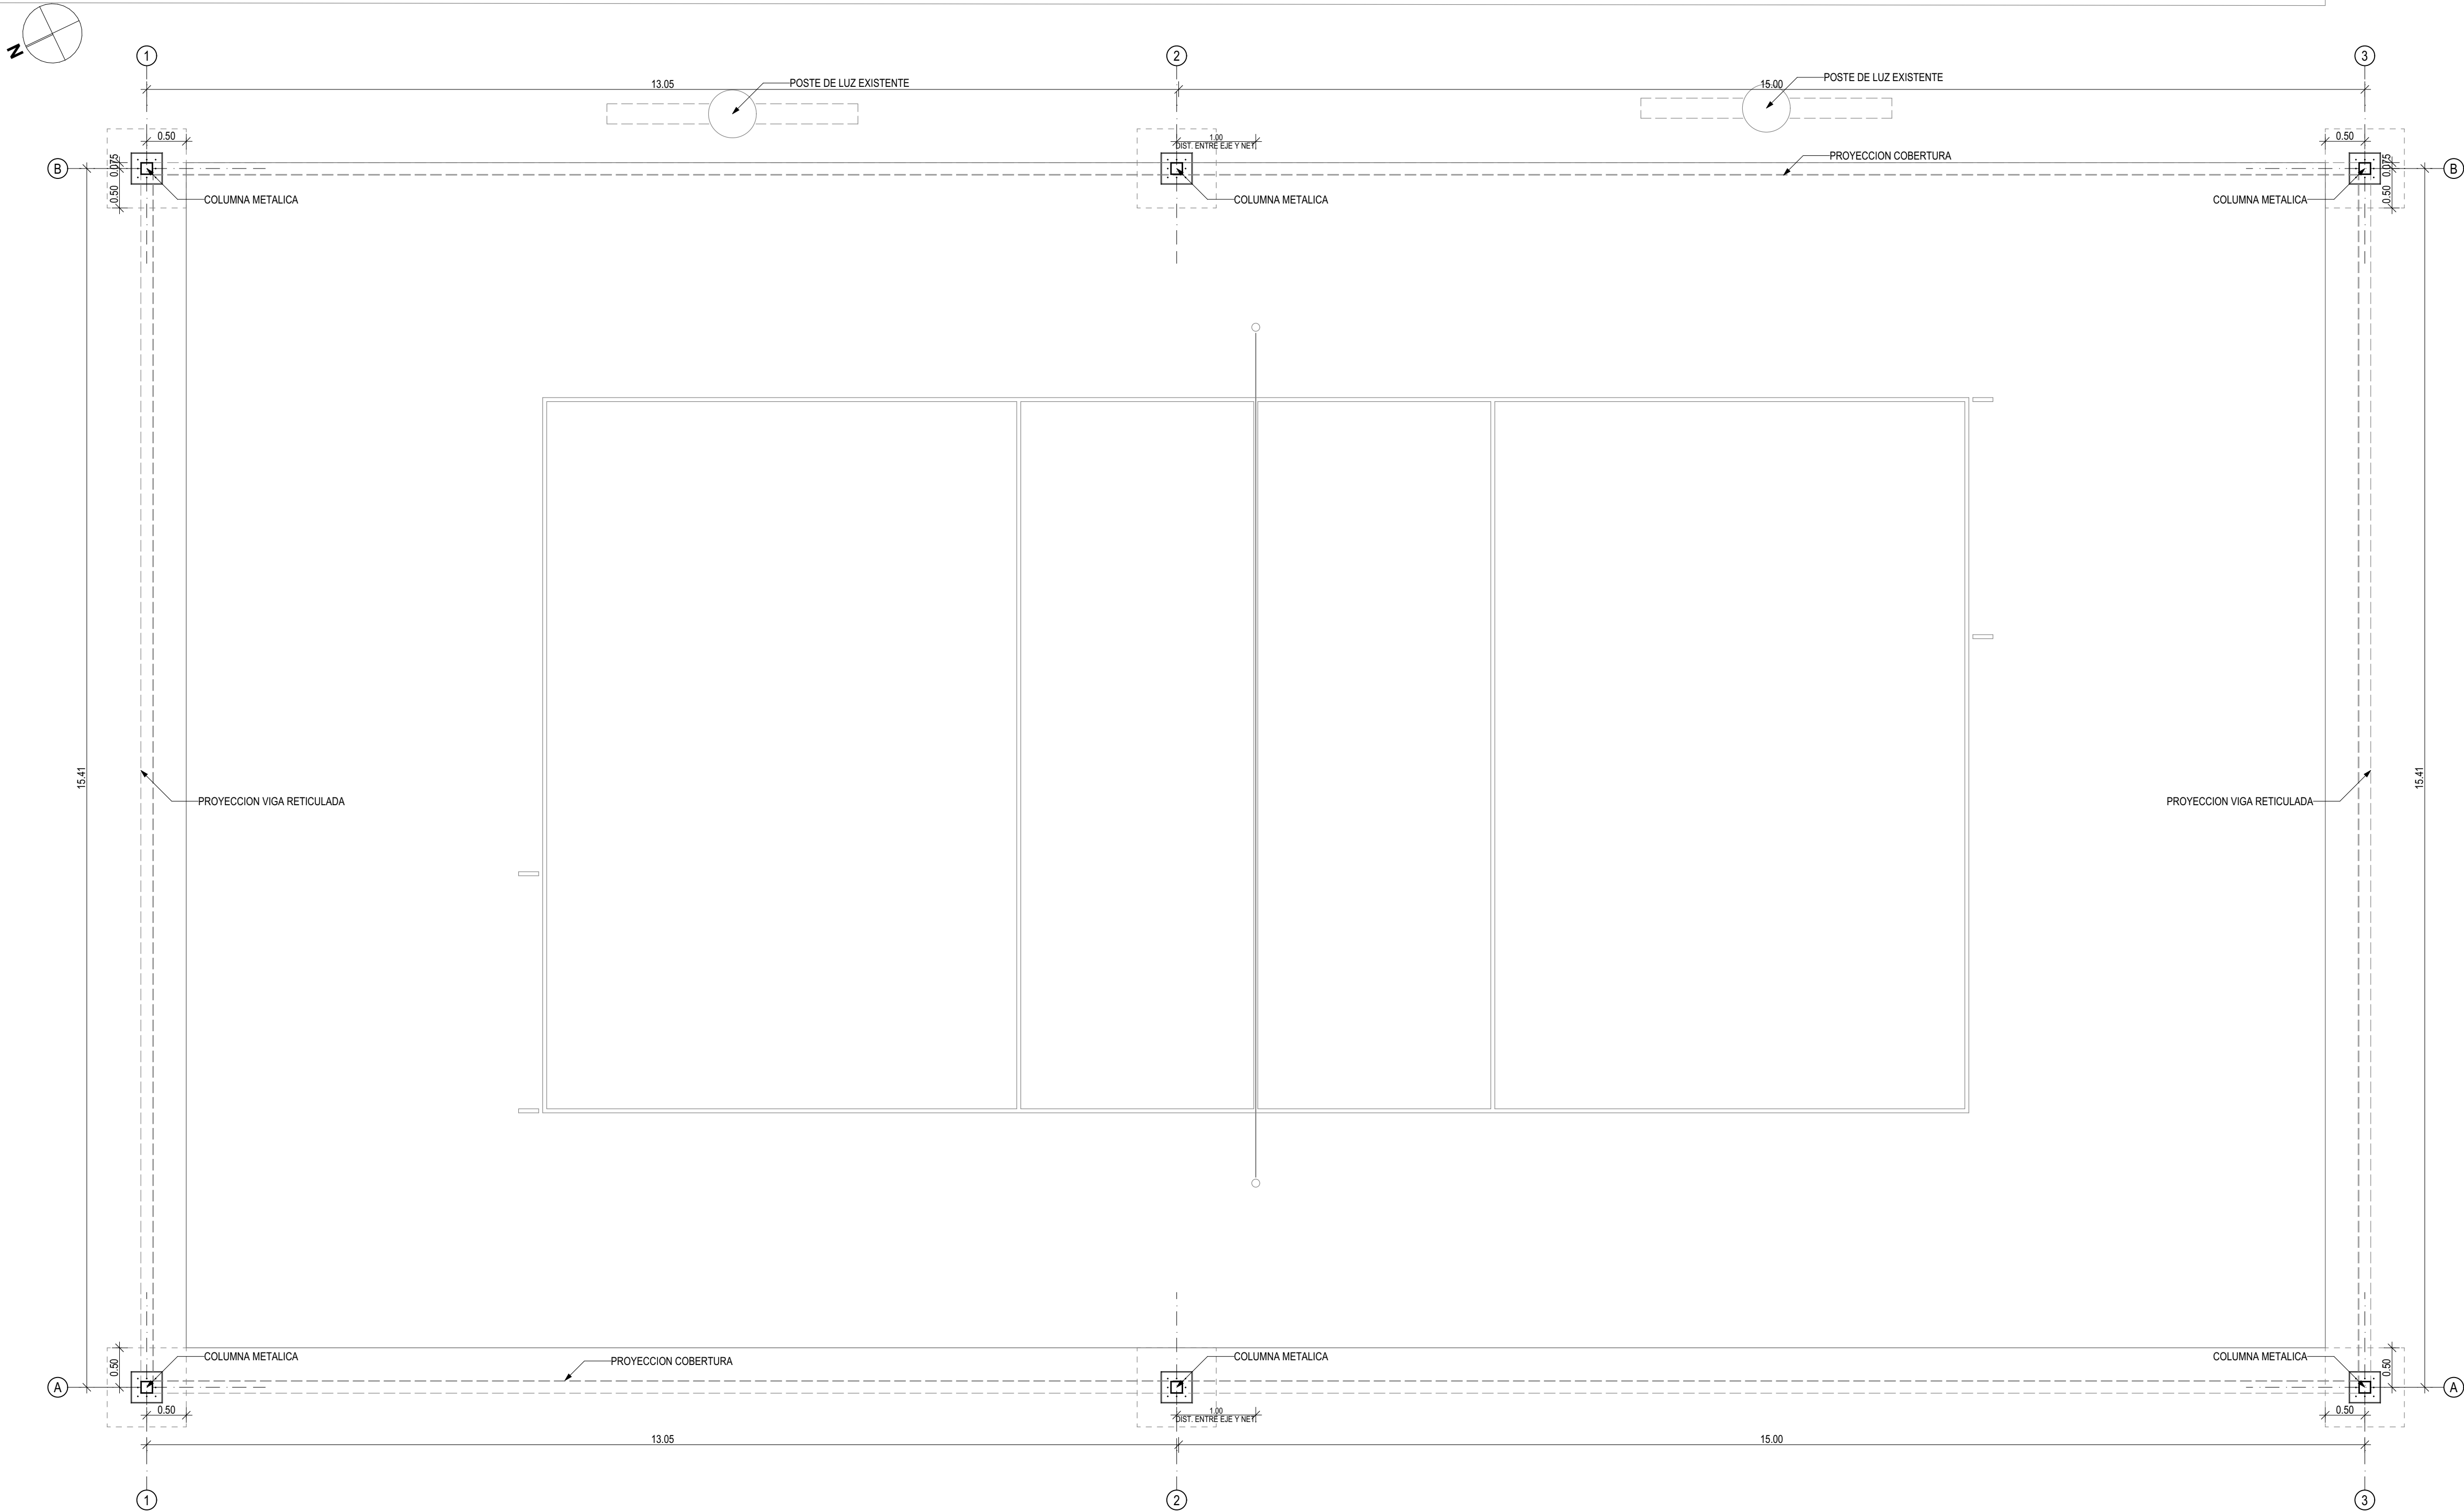 N
1
2
3
13.05
POSTE DE LUZ EXISTENTE
15.00
POSTE DE LUZ EXISTENTE
0.50
1.00
DIST. ENTRE EJE Y NET
0.50
B
0.075
0.50
COLUMNA METALICA
COLUMNA METALICA
PROYECCION COBERTURA
COLUMNA METALICA
0.075
0.50
B
15.41
PROYECCION VIGA RETICULADA
PROYECCION VIGA RETICULADA
15.41
0.50
COLUMNA METALICA
PROYECCION COBERTURA
COLUMNA METALICA
COLUMNA METALICA
0.50
A
A
0.50
1.00
DIST. ENTRE EJE Y NET
0.50
13.05
15.00
1
2
3